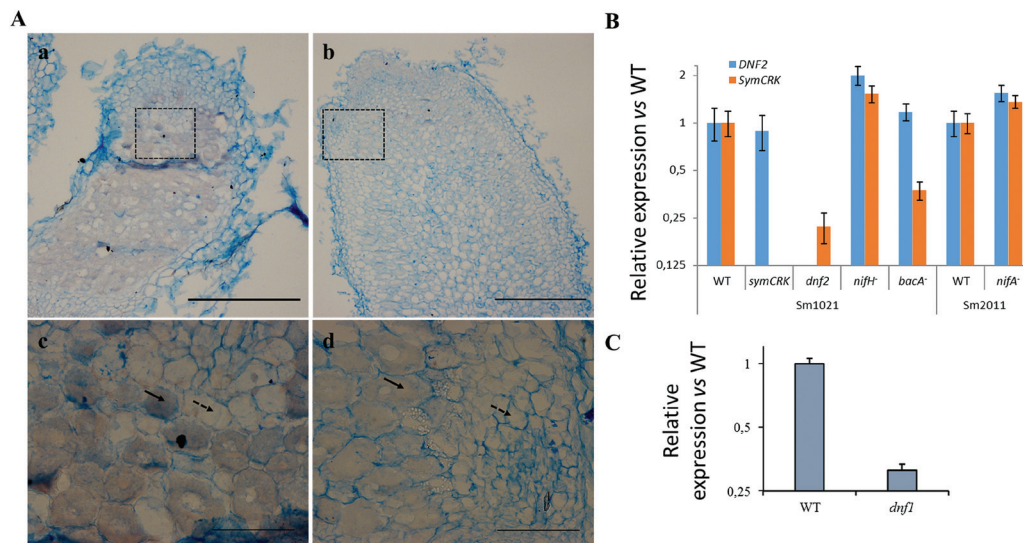 A
a
b
c
d
B
DNF2
SymCRK
Relative expression vs WT
2
1
0,5
0,25
0,125
WT symCRK dnf2 nifH- bacA- WT nifA-
Sm1021 Sm2011
C
Relative
expression vs WT
1
0,5
0,25
WT dnf1